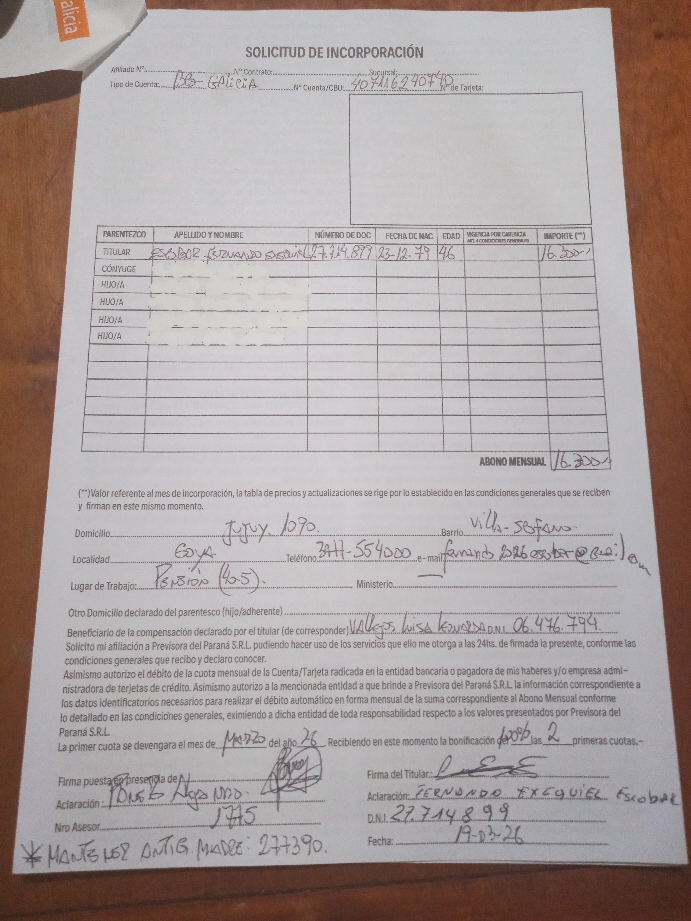 alicia
SOLICITUD DE INCORPORACIÓN
Afiliado Nº: Nº Contrato: Sucursal:
Tipo de Cuenta: GALICIA Nº Cuenta/CBU: 407116240740 Nº de Tarjeta:
PARENTEZCO APELLIDO Y NOMBRE NÚMERO DE DOC FECHA DE NAC. EDAD VIGENCIA POR CARENCIA IMPORTE (**)
TITULAR ESCOBAR FERNANDO EXEQUIEL 27.714.899 23-12-79 46 16.300-
CÓNYUGE
HIJO/A
HIJO/A
HIJO/A
HIJO/A
ABONO MENSUAL 16.300-
(**)Valor referente al mes de incorporación, la tabla de precios y actualizaciones se rige por lo establecido en las condiciones generales que se reciben
y firman en este mismo momento.
Domicilio Jujuy. 1090. Barrio Villa-
Localidad GOYA Teléfono 3777-554000 e-mail
Lugar de Trabajo: PENSIÓN (40-5). Ministerio
Otro Domicilio declarado del parentesco (hijo/adherente)
Beneficiario de la compensación declarado por el titular (de corresponder) VALLEJOS LUISA DNI 06.476.794.
Solicito mi afiliación a Previsora del Paraná S.R.L. pudiendo hacer uso de los servicios que ello me otorga a las 24hs. de firmada la presente, conforme las
condiciones generales que recibo y declaro conocer.
Asimismo autorizo el débito de la cuota mensual de la Cuenta/Tarjeta radicada en la entidad bancaria o pagadora de mis haberes y/o empresa admi-
nistradora de terjetas de crédito. Asimismo autorizo a la mencionada entidad a que brinde a Previsora del Paraná S.R.L. la información correspondiente a
los datos identificatorios necesarios para realizar el débito automático en forma mensual de la suma correspondiente al Abono Mensual conforme
lo detallado en las condiciones generales, eximiendo a dicha entidad de toda responsabilidad respecto a los valores presentados por Previsora del
Paraná S.R.L.
La primer cuota se devengara el mes de MARZO del año 26 Recibiendo en este momento la bonificación 100% las 2 primeras cuotas.-
Firma puesta en presencia de Firma del Titular:
Aclaración: Aclaración: FERNANDO EXEQUIEL Escobar
Nro Asesor 1775 D.N.I. 27.714899
Fecha: 19-03-26
* MANTENER ANTIG. MADRE: 277390.